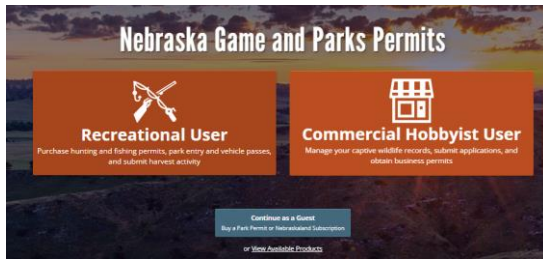 Nebraska Game and Parks Permits
Recreational User
Purchase hunting and fishing permits, park entry and vehicle passes,
and submit harvest activity
Commercial Hobbyist User
Manage your captive wildlife records, submit applications, and
obtain business permits
Continue as a Guest
Buy a Park Permit or Nebraskaland Subscription
or View Available Products